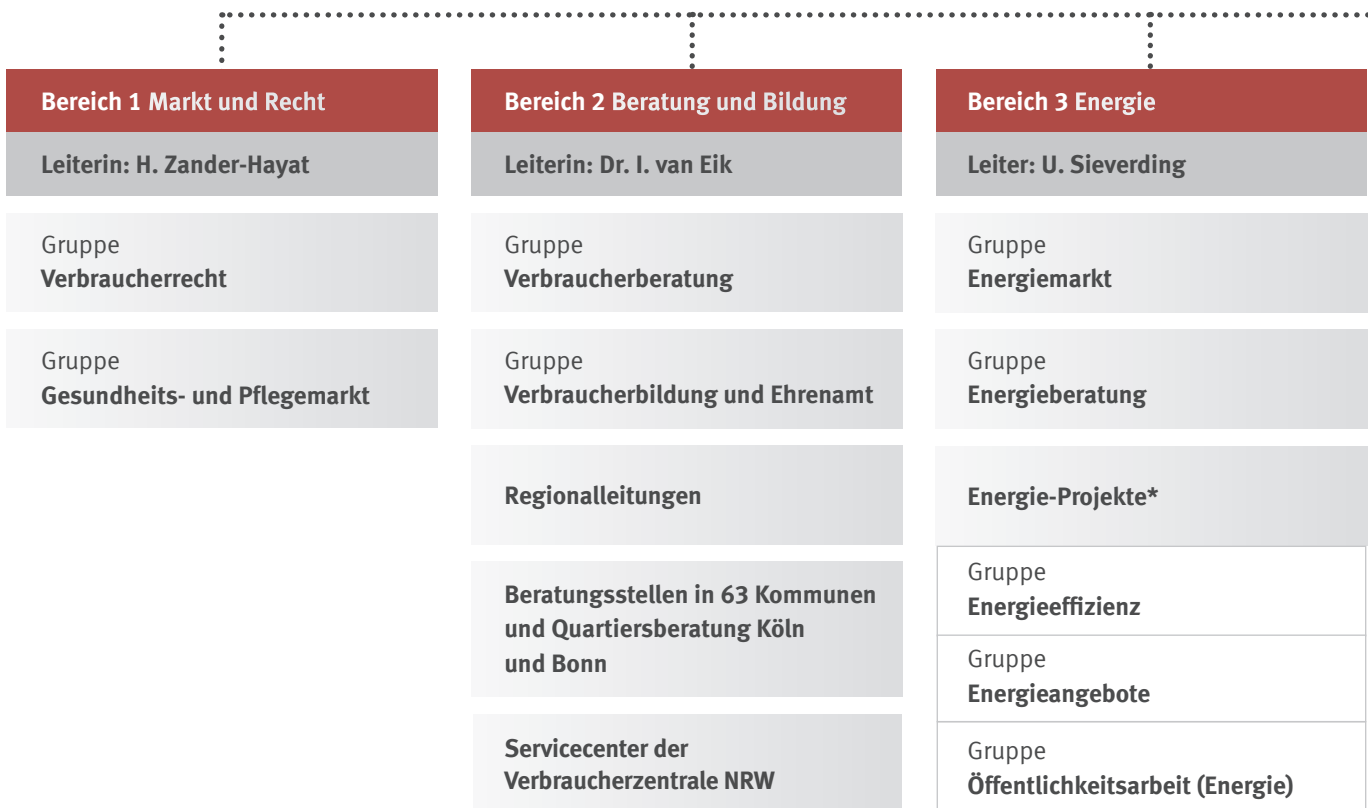 Bereich 1 Markt und Recht
Leiterin: H. Zander-Hayat
Gruppe
Verbraucherrecht
Gruppe
Gesundheits- und Pflegemarkt
Bereich 2 Beratung und Bildung
Leiterin: Dr. I. van Eik
Gruppe
Verbraucherberatung
Gruppe
Verbraucherbildung und Ehrenamt
Regionalleitungen
Beratungsstellen in 63 Kommunen
und Quartiersberatung Köln
und Bonn
Servicecenter der
Verbraucherzentrale NRW
Bereich 3 Energie
Leiter: U. Sieverding
Gruppe
Energiemarkt
Gruppe
Energieberatung
Energie-Projekte*
Gruppe
Energieeffizienz
Gruppe
Energieangebote
Gruppe
Öffentlichkeitsarbeit (Energie)